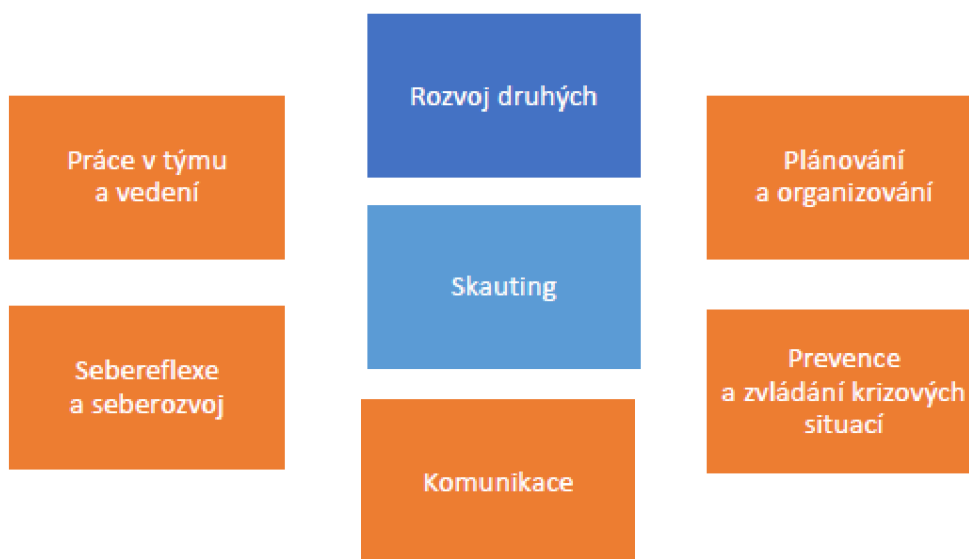 Rozvoj druhých
Práce v týmu
a vedení
Plánování
a organizování
Skauting
Sebereflexe
a seberozvoj
Prevence
a zvládání krizových
situací
Komunikace